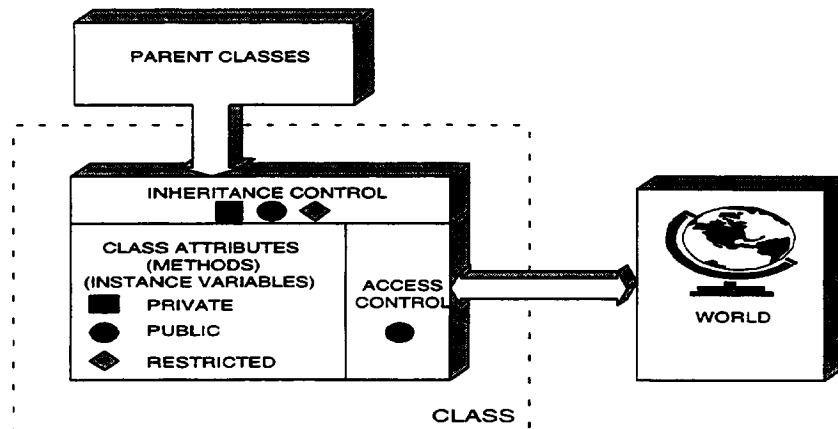 PARENT CLASSES
INHERITANCE CONTROL
CLASS ATTRIBUTES
(METHODS)
(INSTANCE VARIABLES)
PRIVATE
PUBLIC
RESTRICTED
ACCESS
CONTROL
WORLD
CLASS